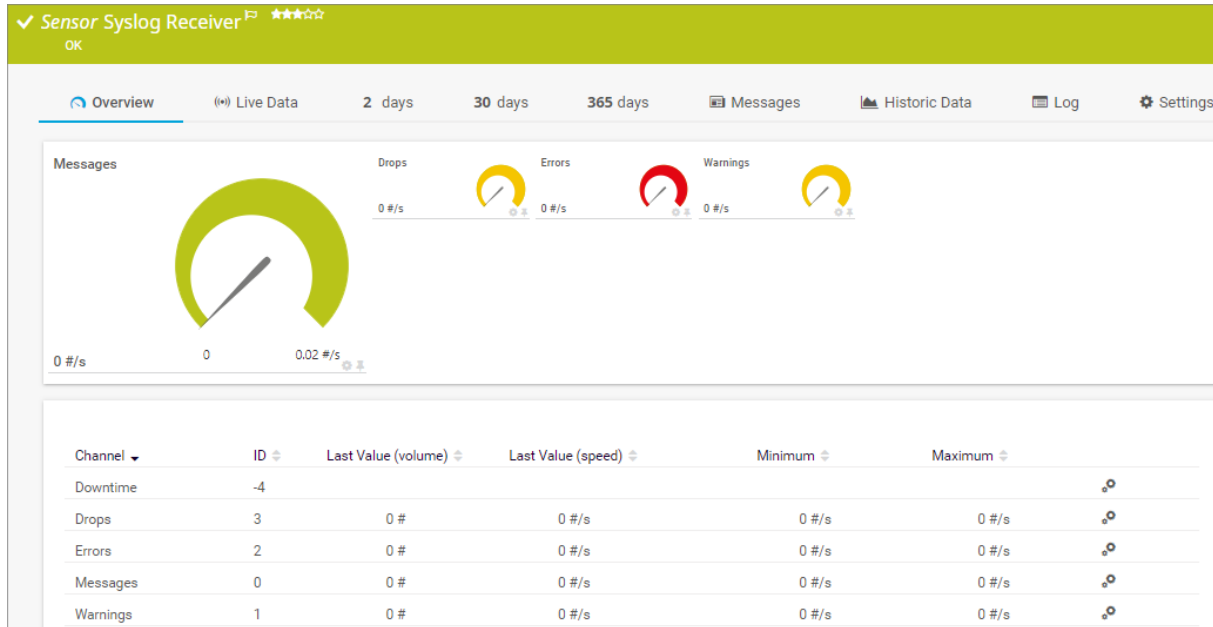 Sensor Syslog Receiver
OK
Overview Live Data 2 days 30 days 365 days Messages Historic Data Log Settings
Messages
0 #/s
0 0.02 #/s
Drops
0 #/s
Errors
0 #/s
Warnings
0 #/s
Channel ID Last Value (volume) Last Value (speed) Minimum Maximum
Downtime -4
Drops 3 0 # 0 #/s 0 #/s 0 #/s
Errors 2 0 # 0 #/s 0 #/s 0 #/s
Messages 0 0 # 0 #/s 0 #/s 0 #/s
Warnings 1 0 # 0 #/s 0 #/s 0 #/s